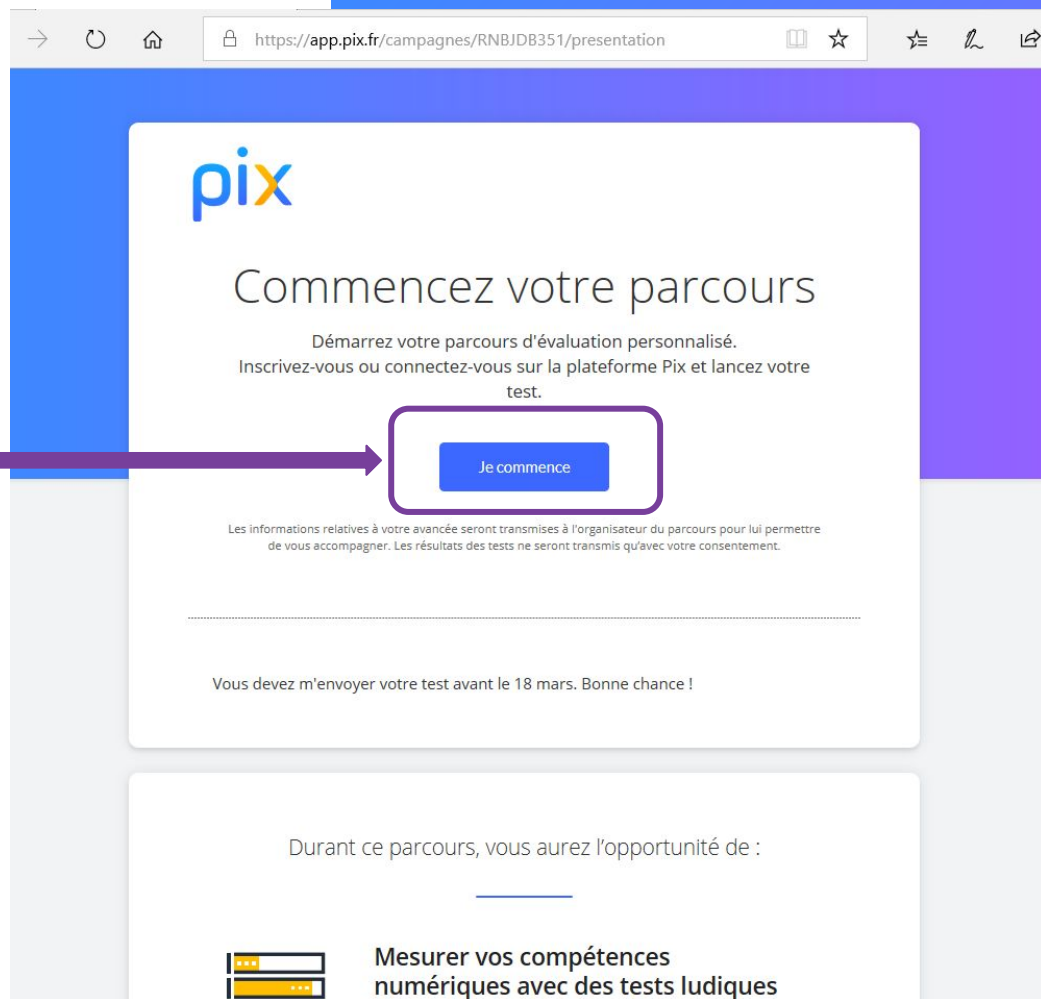 https://app.pix.fr/campagnes/RNBJDB351/presentation
pix
Commencez votre parcours
Démarrez votre parcours d'évaluation personnalisé.
Inscrivez-vous ou connectez-vous sur la plateforme Pix et lancez votre
test.
Je commence
Les informations relatives à votre avancée seront transmises à l'organisateur du parcours pour lui permettre
de vous accompagner. Les résultats des tests ne seront transmis qu'avec votre consentement.
Vous devez m'envoyer votre test avant le 18 mars. Bonne chance !
Durant ce parcours, vous aurez l’opportunité de :
Mesurer vos compétences
numériques avec des tests ludiques